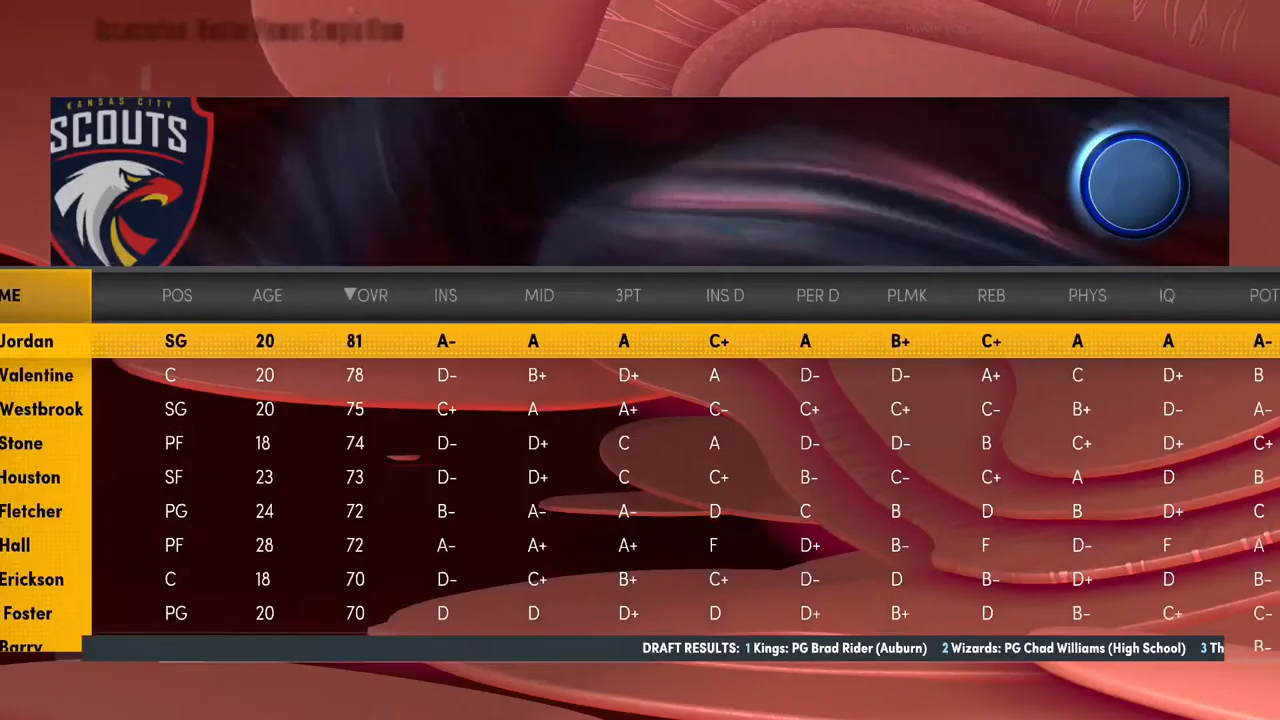 KANSAS CITY
SCOUTS
ME POS AGE ▼OVR INS MID 3PT INS D PER D PLMK REB PHYS IQ POT
Jordan SG 20 81 A- A A C+ A B+ C+ A A A-
Valentine C 20 78 D- B+ D+ A D- D- A+ C D+ B
Westbrook SG 20 75 C+ A A+ C- C+ C+ C- B+ D- A-
Stone PF 18 74 D- D+ C A D- D- B C+ D+ C+
Houston SF 23 73 D- D+ C C+ B- C- C+ A D B
Fletcher PG 24 72 B- A- A- D C B D B D+ C
Hall PF 28 72 A- A+ A+ F D+ B- F D- F A
Erickson C 18 70 D- C+ B+ C+ D- D B- D+ D B-
Foster PG 20 70 D D D+ D D+ B+ D B- C+ C-
Barry B-
DRAFT RESULTS: 1 Kings: PG Brad Rider (Auburn) 2 Wizards: PG Chad Williams (High School) 3 Th